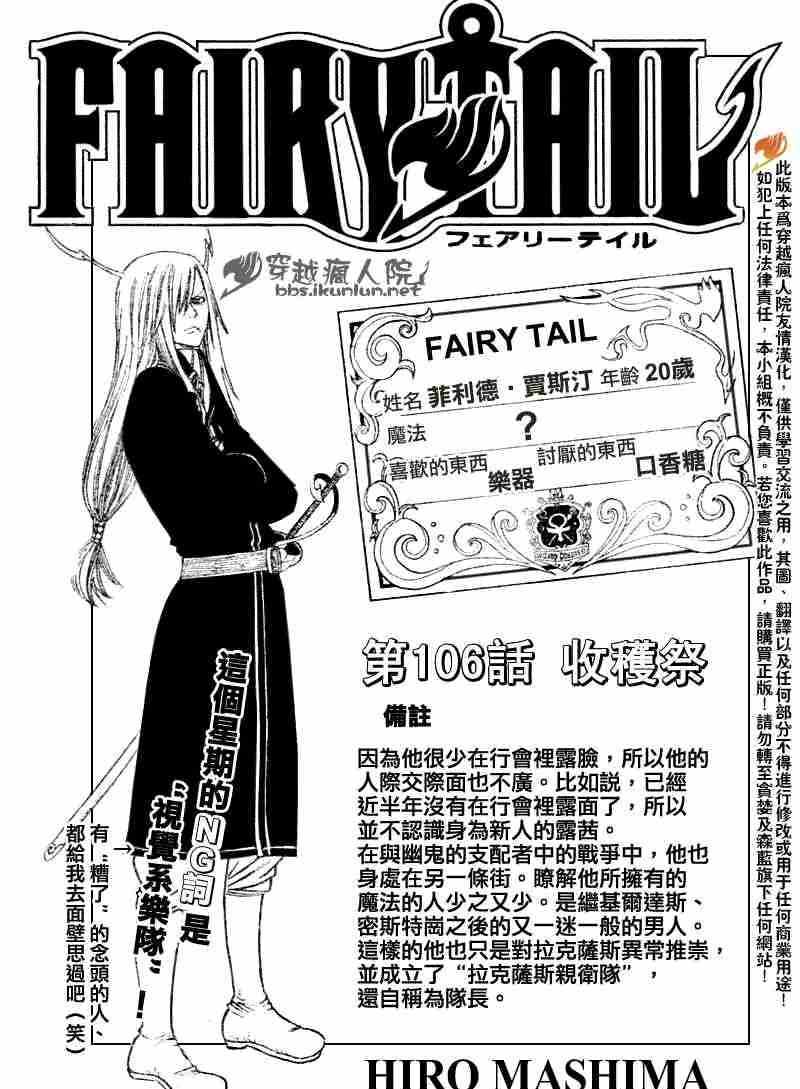 FAIRY TAIL
フェアリーテイル
穿越瘋人院
bbs.ikunlun.net
FAIRY TAIL
姓名 菲利德·賈斯汀 年齡 20歲
魔法 ?
喜歡的東西 樂器 討厭的東西 口香糖
第106話 收穫祭
備註
因為他很少在行會裡露臉，所以他的
人際交際面也不廣。比如說，已經
近半年沒有在行會裡露面了，所以
並不認識身為新人的露茜。
在與幽鬼的支配者中的戰爭中，他也
身處在另一條街。瞭解他所擁有的
魔法的人少之又少。是繼基爾達斯、
密斯特崗之後的又一迷一般的男人。
這樣的他也只是對拉克薩斯異常推崇，
並成立了“拉克薩斯親衛隊”，
還自稱為隊長。
這個星期的NG詞是
“視覺系樂隊”！
→
有“糟了”的念頭的人、
都給我去面壁思過吧（笑）
此版本爲穿越瘋人院友情漢化，僅供學習交流之用，其圖、翻譯以及任何部分不得進行修改或用于任何商業用途！
如犯上任何法律責任，本小組概不負責。若您喜歡此作品，請購買正版！請勿轉至貪婪及森藍旗下任何網站！
HIRO MASHIMA